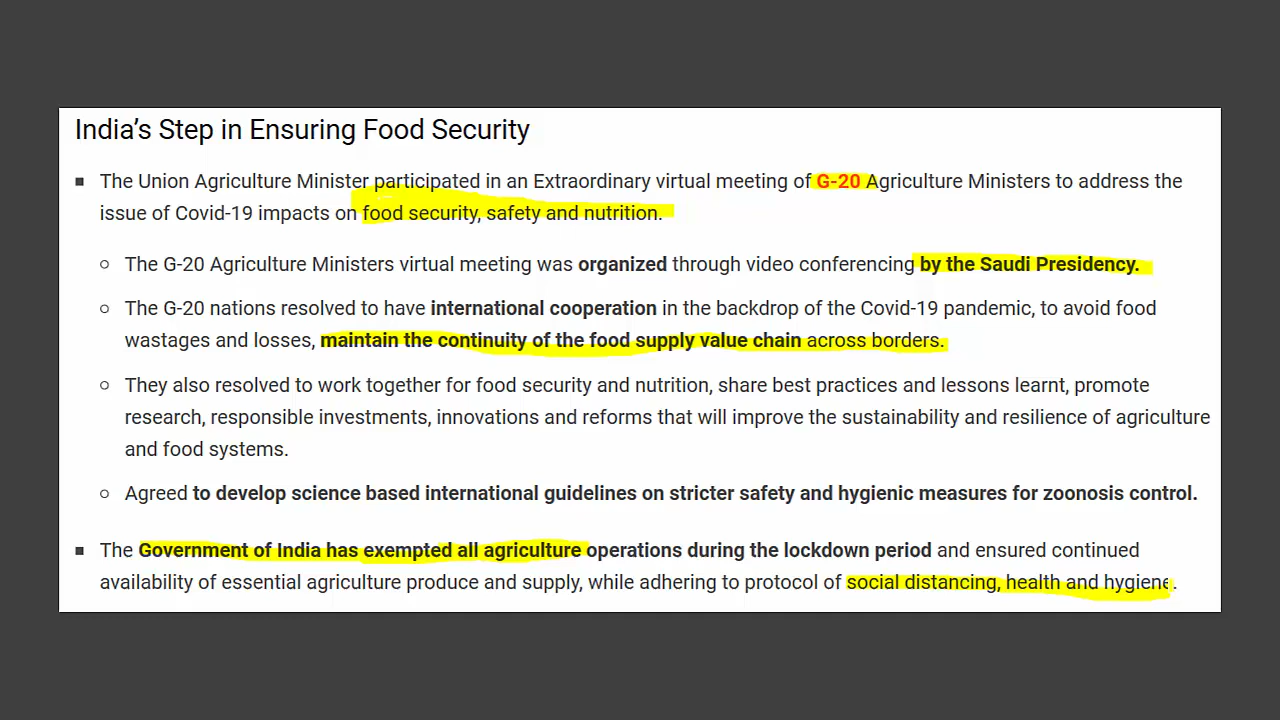 India’s Step in Ensuring Food Security
The Union Agriculture Minister participated in an Extraordinary virtual meeting of G-20 Agriculture Ministers to address the
issue of Covid-19 impacts on food security, safety and nutrition.
The G-20 Agriculture Ministers virtual meeting was organized through video conferencing by the Saudi Presidency.
The G-20 nations resolved to have international cooperation in the backdrop of the Covid-19 pandemic, to avoid food
wastages and losses, maintain the continuity of the food supply value chain across borders.
They also resolved to work together for food security and nutrition, share best practices and lessons learnt, promote
research, responsible investments, innovations and reforms that will improve the sustainability and resilience of agriculture
and food systems.
Agreed to develop science based international guidelines on stricter safety and hygienic measures for zoonosis control.
The Government of India has exempted all agriculture operations during the lockdown period and ensured continued
availability of essential agriculture produce and supply, while adhering to protocol of social distancing, health and hygiene.